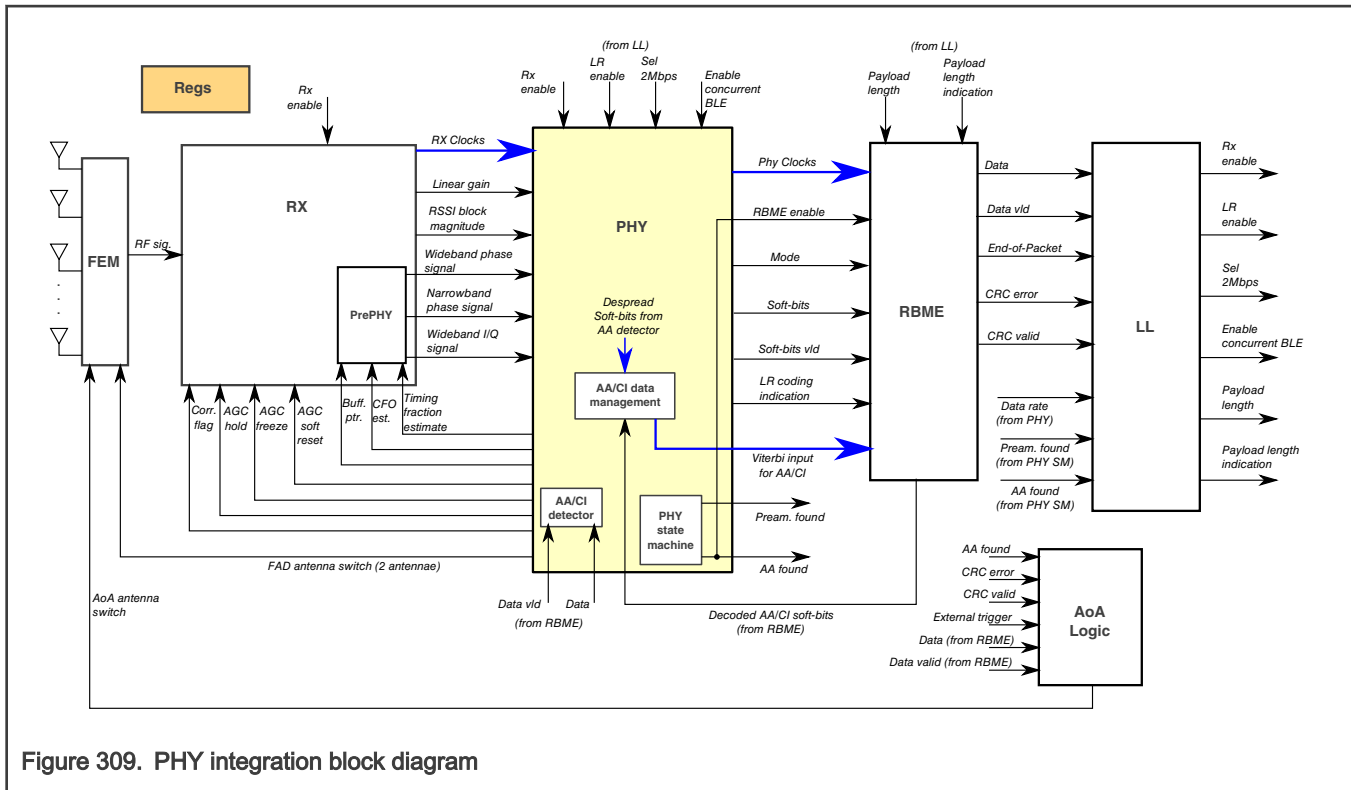 (from LL)
(from LL)
Regs
Rx
enable
Rx
enable
LR
enable
Sel
2Mbps
Enable
concurrent
BLE
Payload
length
Payload
length
indication
RX Clocks
Linear gain
RSSI block
magnitude
Wideband phase
signal
Narrowband
phase signal
Wideband I/Q
signal
RX
PrePHY
FEM
RF sig.
.
.
.
Corr.
flag
AGC
hold
AGC
freeze
AGC
soft
reset
Buff.
ptr.
CFO
est.
Timing
fraction
estimate
PHY
Despread
Soft-bits from
AA detector
AA/CI data
management
AA/CI
detector
PHY
state
machine
Phy Clocks
RBME enable
Mode
Soft-bits
Soft-bits vld
LR coding
indication
Viterbi input
for AA/CI
Pream. found
AA found
RBME
Data
Data vld
End-of-Packet
CRC error
CRC valid
Data rate
(from PHY)
Pream. found
(from PHY SM)
AA found
(from PHY SM)
LL
Rx
enable
LR
enable
Sel
2Mbps
Enable
concurrent BLE
Payload
length
Payload length
indication
FAD antenna switch (2 antennae)
AoA antenna
switch
Data vld
Data
(from RBME)
Decoded AA/CI soft-bits
(from RBME)
AA found
CRC error
CRC valid
External trigger
Data (from RBME)
Data valid (from RBME)
AoA
Logic
Figure 309. PHY integration block diagram